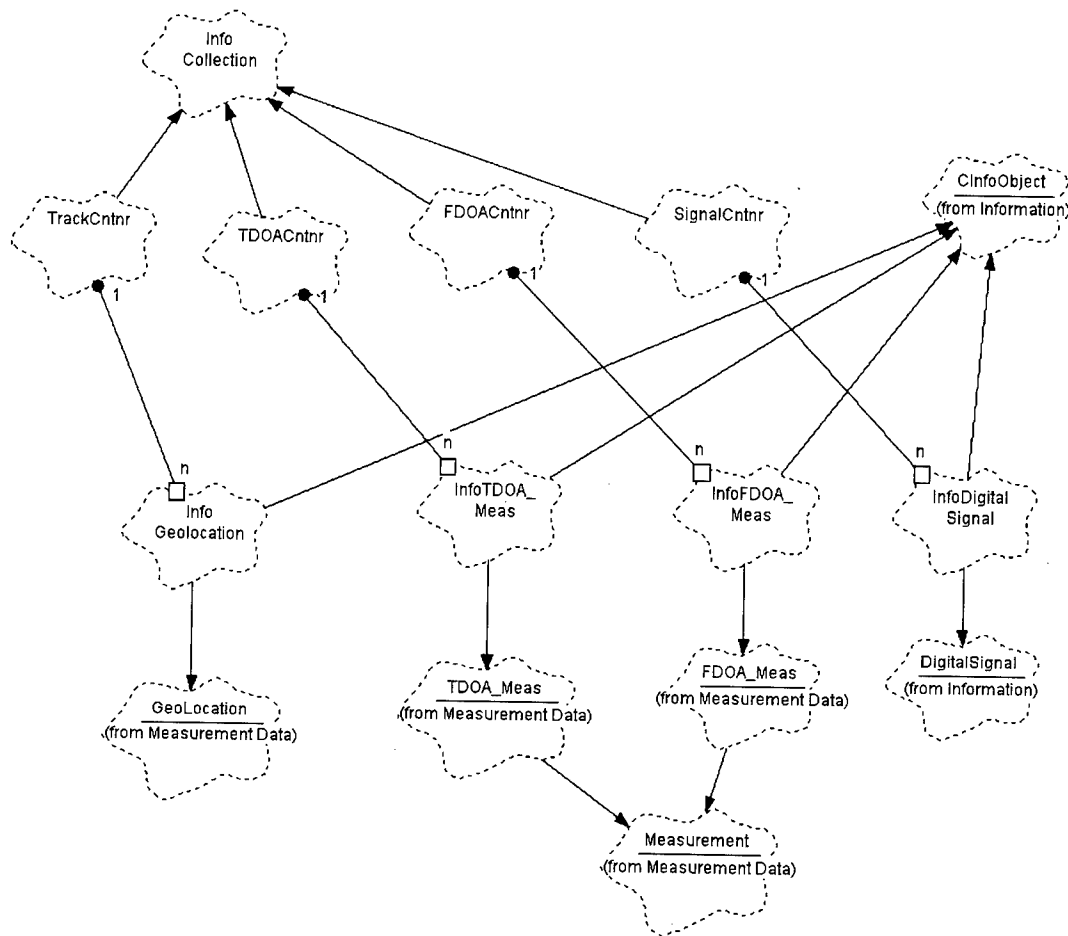 Info
Collection
TrackCntnr
TDOACntnr
FDOACntnr
SignalCntnr
CInfoObject
(from Information)
1
1
1
1
n
n
n
n
Info
Geolocation
InfoTDOA_
Meas
InfoFDOA_
Meas
InfoDigital
Signal
GeoLocation
(from Measurement Data)
TDOA_Meas
(from Measurement Data)
FDOA_Meas
(from Measurement Data)
DigitalSignal
(from Information)
Measurement
(from Measurement Data)